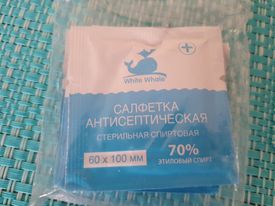 White Whale
САЛФЕТКА
АНТИСЕПТИЧЕСКАЯ
СТЕРИЛЬНАЯ СПИРТОВАЯ
60 x 100 мм
70%
ЭТИЛОВЫЙ СПИРТ